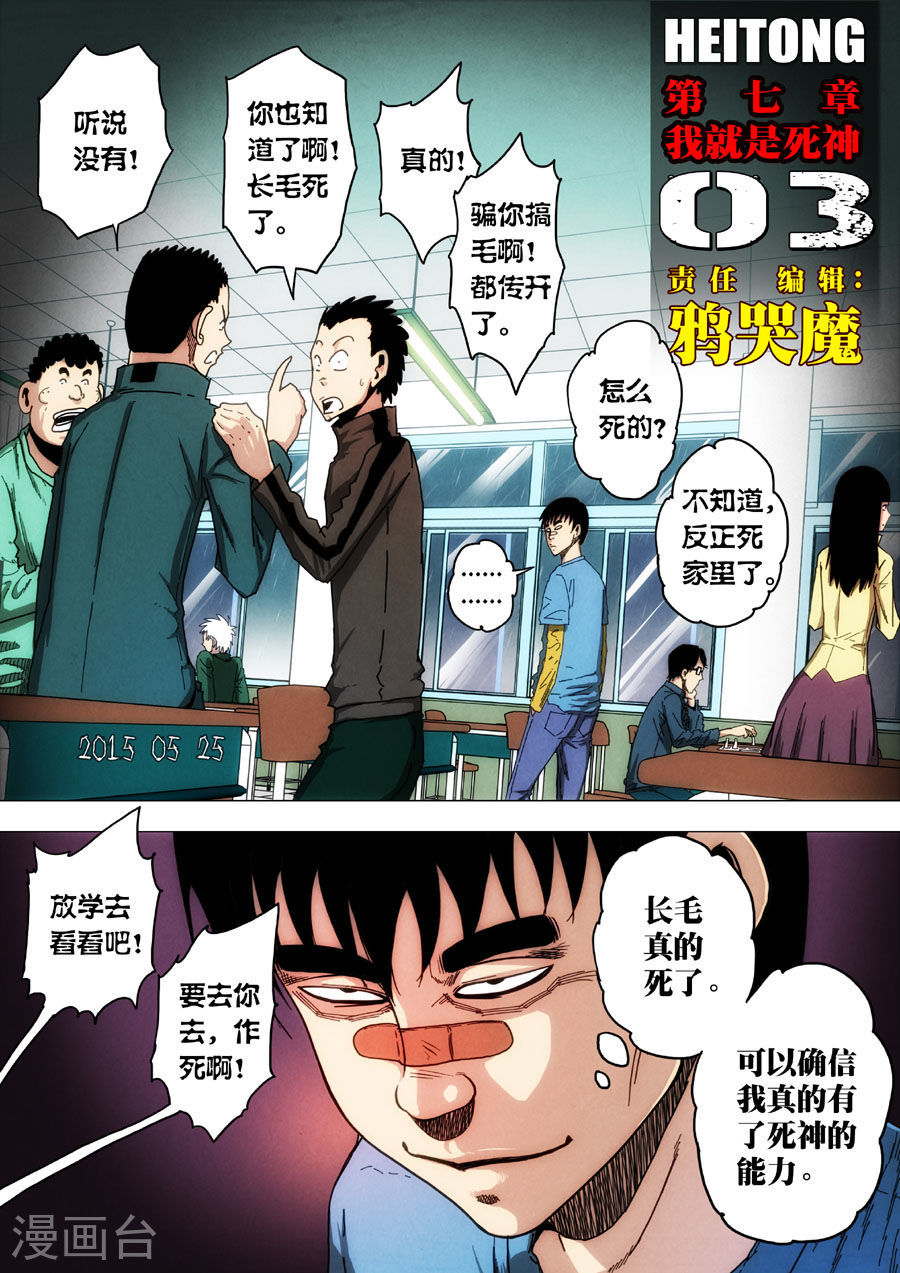 HEITONG
第七章
我就是死神
03
责任 编辑：
鸦哭魔
听说
没有！
你也知
道了啊！
长毛死
了。
真的！
骗你搞
毛啊！
都传开
了。
怎么
死的？
不知道，
反正死
家里了。
……
……
2015 05 25
放学去
看看吧！
要去你
去，作
死啊！
长毛
真的
死了。
可以确信
我真的有
了死神的
能力。
漫画台